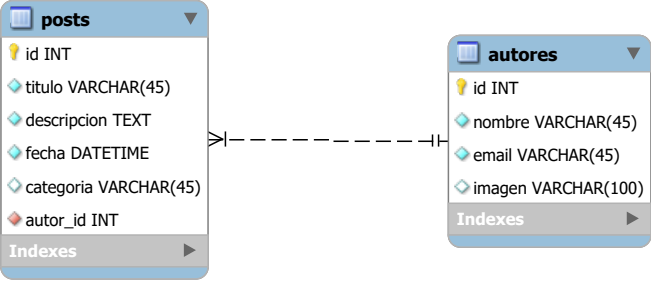 posts
id INT
titulo VARCHAR(45)
descripcion TEXT
fecha DATETIME
categoria VARCHAR(45)
autor_id INT
Indexes
autores
id INT
nombre VARCHAR(45)
email VARCHAR(45)
imagen VARCHAR(100)
Indexes